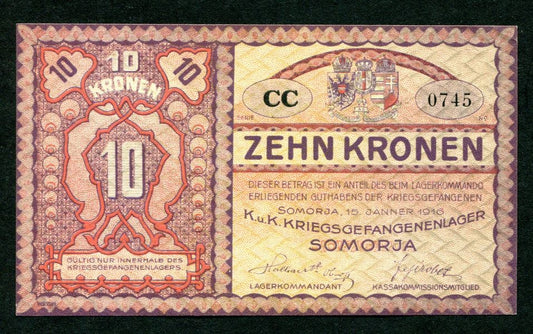 10
10
KRONEN
10
10
GÜLTIG NUR INNERHALB DES
KRIEGSGEFANGENENLAGERS
SERIE
CC
No
0745
ZEHN KRONEN
DIESER BETRAG IST EIN ANTEIL DES BEIM LAGERKOMMANDO
ERLIEGENDEN GUTHABENS DER KRIEGSGEFANGENEN
SOMORJA, 15. JÄNNER 1916
K.u.K. KRIEGSGEFANGENENLAGER
SOMORJA
LAGERKOMMANDANT
KASSAKOMMISSIONSMITGLIED.